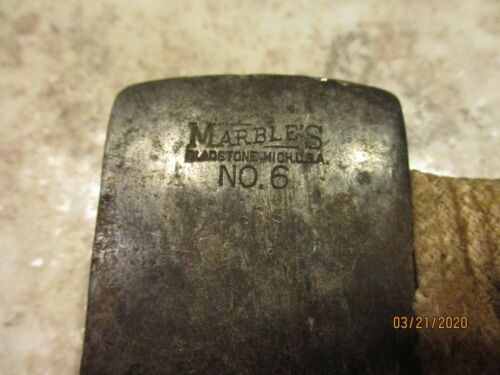 MARBLE'S
GLADSTONE.MICH.U.S.A.
NO.6
03/21/2020